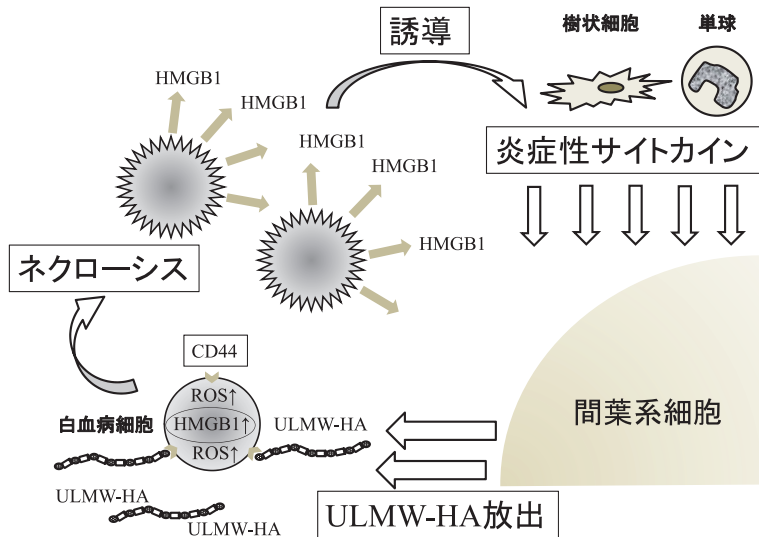 誘導
樹状細胞
単球
HMGB1
HMGB1
HMGB1
HMGB1
HMGB1
炎症性サイトカイン
ネクローシス
CD44
ROS↑
HMGB1↑
ROS↑
白血病細胞
ULMW-HA
間葉系細胞
ULMW-HA
ULMW-HA
ULMW-HA放出